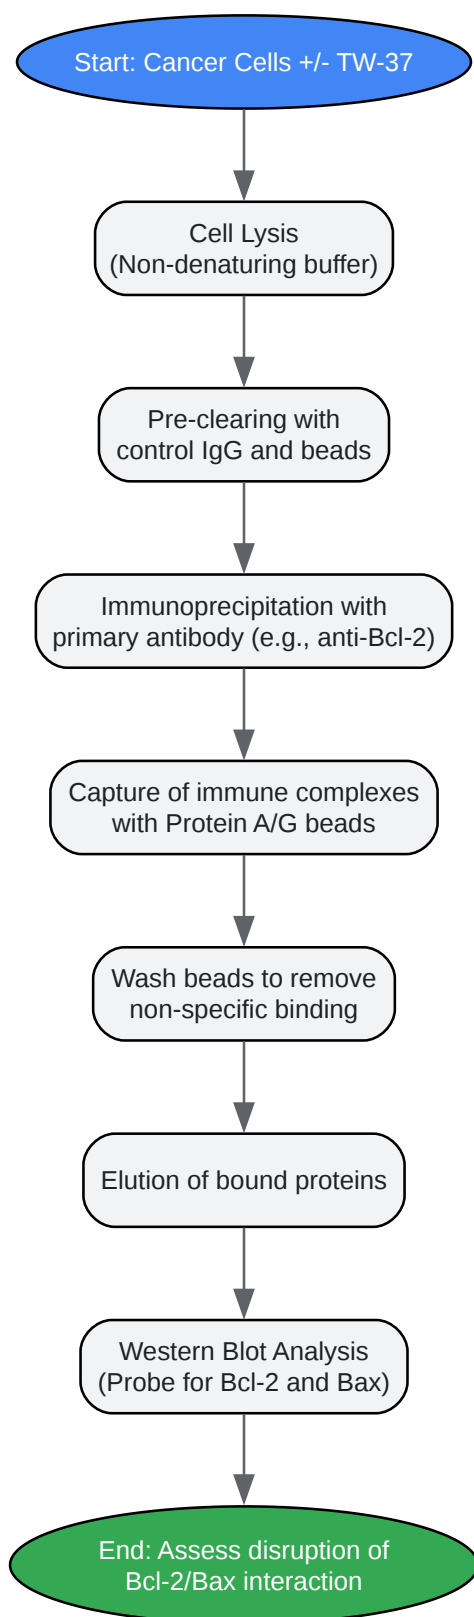 Start: Cancer Cells +/- TW-37
Cell Lysis
(Non-denaturing buffer)
Pre-clearing with
control IgG and beads
Immunoprecipitation with
primary antibody (e.g., anti-Bcl-2)
Capture of immune complexes
with Protein A/G beads
Wash beads to remove
non-specific binding
Elution of bound proteins
Western Blot Analysis
(Probe for Bcl-2 and Bax)
End: Assess disruption of
Bcl-2/Bax interaction